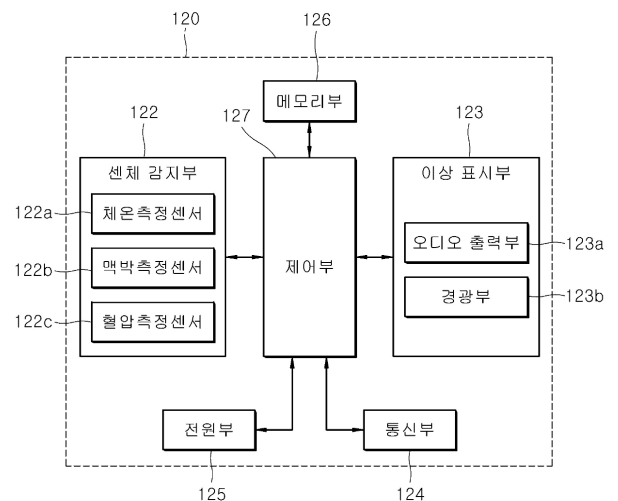 120
126
메모리부
122
127
123
센체 감지부
이상 표시부
122a
체온측정센서
122b
맥박측정센서
122c
혈압측정센서
제어부
오디오 출력부
123a
경광부
123b
전원부
통신부
125
124